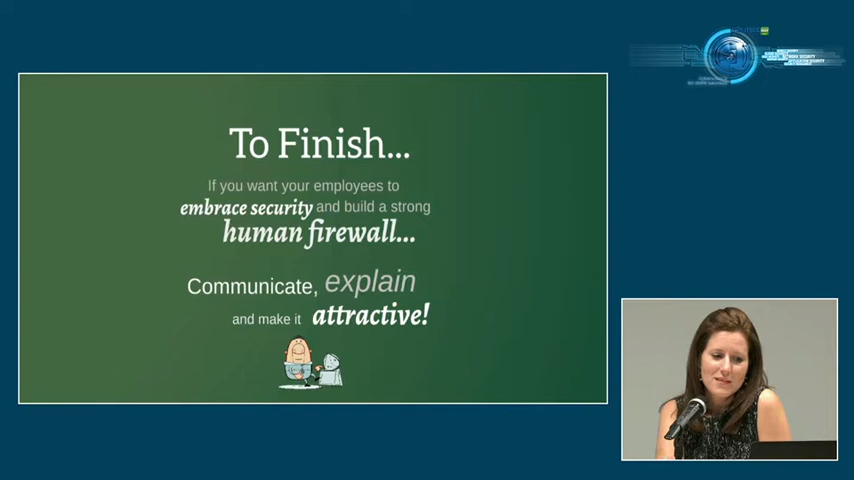 To Finish...
If you want your employees to
embrace security and build a strong
human firewall...
Communicate, explain
and make it attractive!